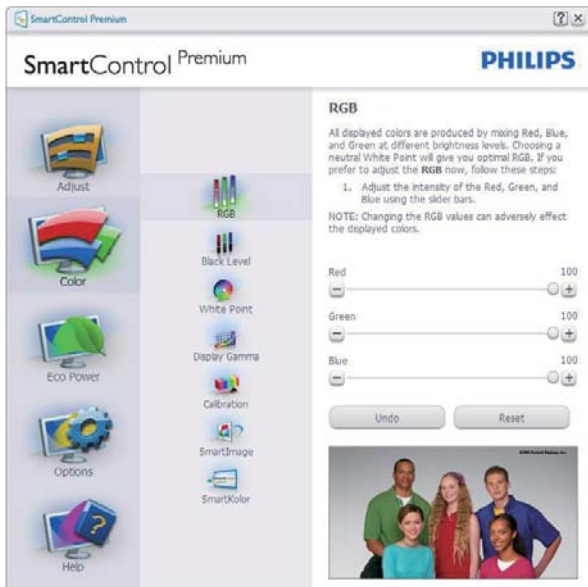 SmartControl Premium
SmartControl Premium
PHILIPS
Adjust
Color
Eco Power
Options
Help
RGB
Black Level
White Point
Display Gamma
Calibration
SmartImage
SmartKolor
RGB
All displayed colors are produced by mixing Red, Blue,
and Green at different brightness levels. Choosing a
neutral White Point will give you optimal RGB. If you
prefer to adjust the RGB now, follow these steps:
1. Adjust the intensity of the Red, Green, and
Blue using the slider bars.
NOTE: Changing the RGB values can adversely effect
the displayed colors.
Red 100
Green 100
Blue 100
Undo Reset